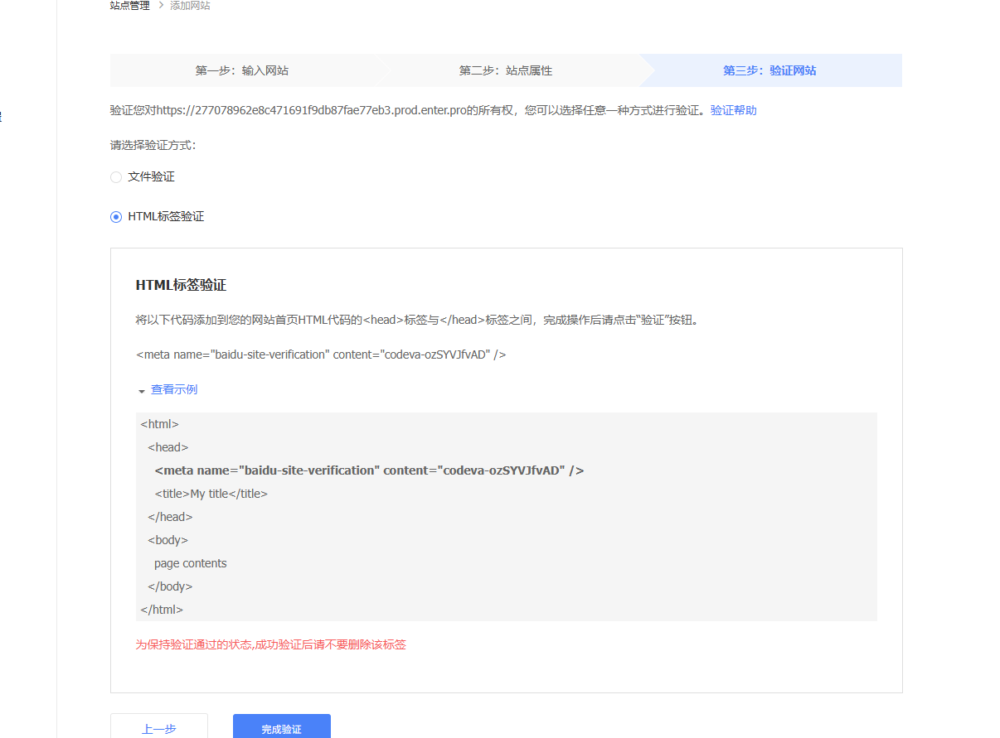 站点管理 > 添加网站
第一步：输入网站 第二步：站点属性 第三步：验证网站
验证您对https://277078962e8c471691f9db87fae77eb3.prod.enter.pro的所有权，您可以选择任意一种方式进行验证。验证帮助
请选择验证方式：
文件验证
HTML标签验证
HTML标签验证
将以下代码添加到您的网站首页HTML代码的<head>标签与</head>标签之间，完成操作后请点击“验证”按钮。
<meta name="baidu-site-verification" content="codeva-ozSYVJfvAD" />
查看示例
<html>
<head>
<meta name="baidu-site-verification" content="codeva-ozSYVJfvAD" />
<title>My title</title>
</head>
<body>
page contents
</body>
</html>
为保持验证通过的状态,成功验证后请不要删除该标签
上一步 完成验证